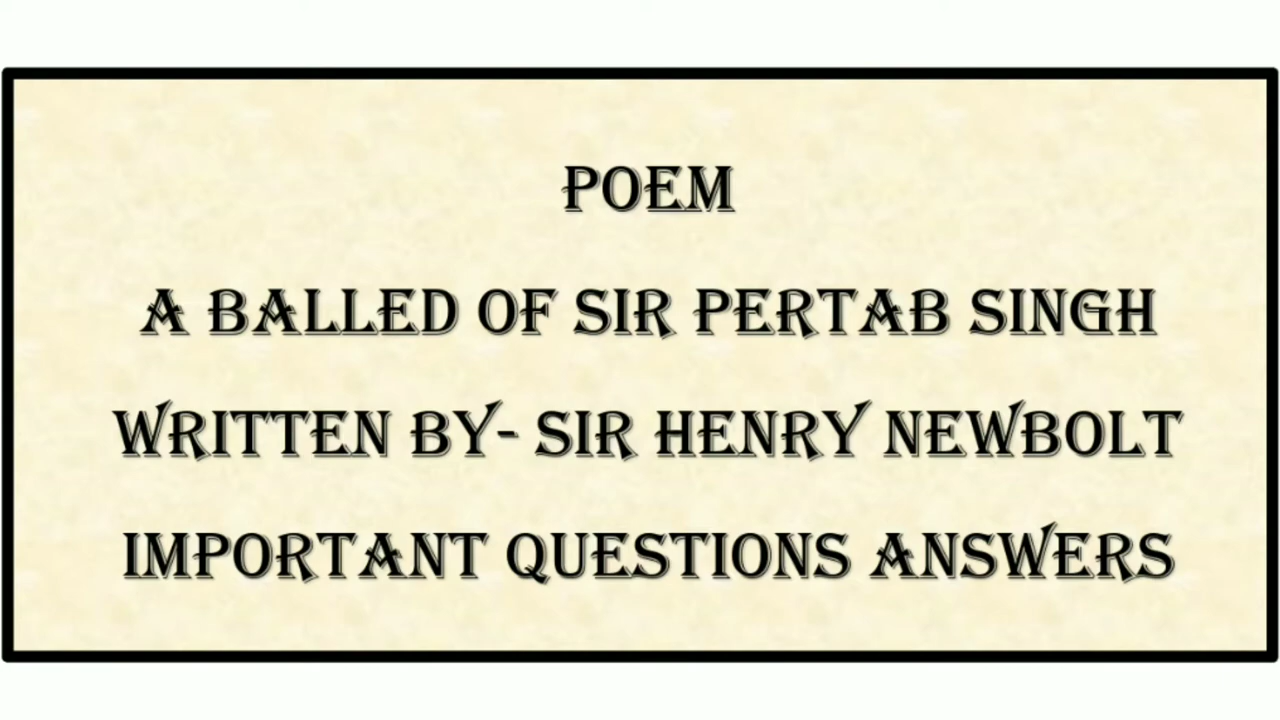 POEM
A BALLED OF SIR PERTAB SINGH
WRITTEN BY- SIR HENRY NEWBOLT
IMPORTANT QUESTIONS ANSWERS